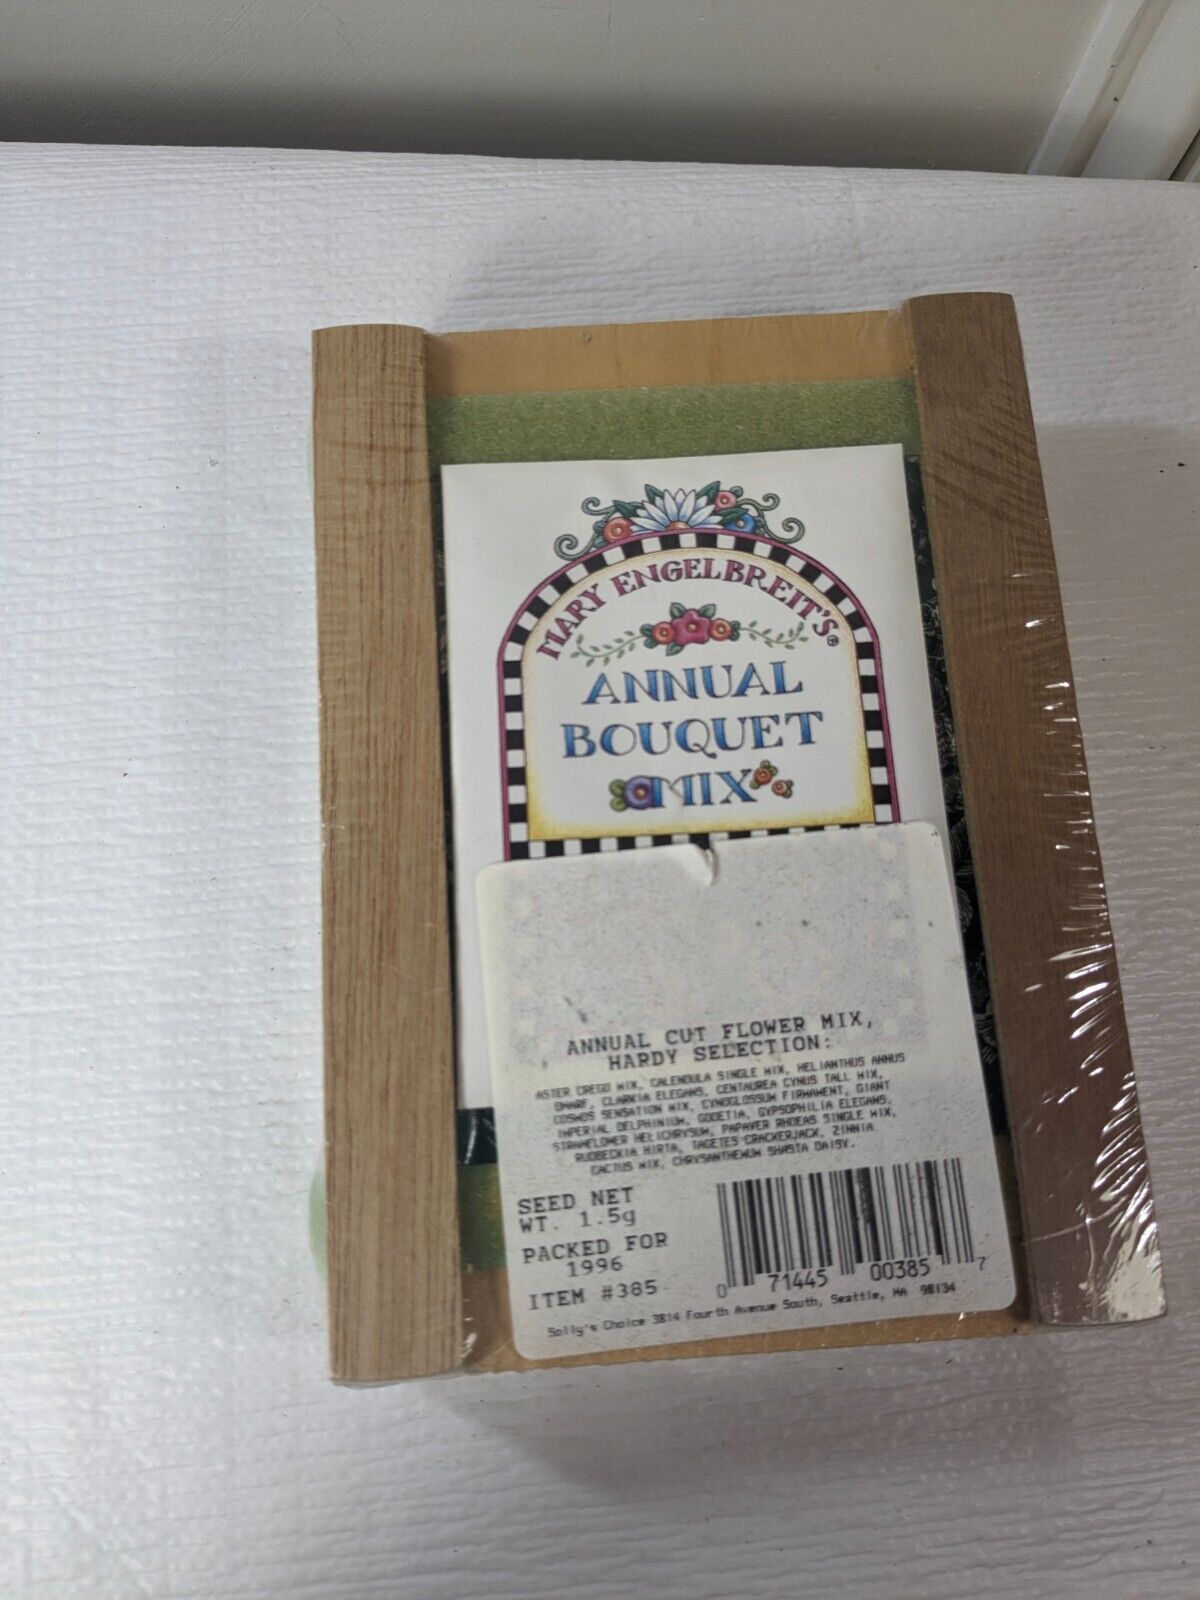 MARY ENGELBREIT'S®
ANNUAL
BOUQUET
MIX
ANNUAL CUT FLOWER MIX,
HARDY SELECTION:
ASTER CREGO MIX, CALENDULA SINGLE MIX, HELIANTHUS ANNUS
DWARF, CLARKIA ELEGANS, CENTAUREA CYNUS TALL MIX,
COSMOS SENSATION MIX, CYNOGLOSSUM FIRMAMENT, GIANT
IMPERIAL DELPHINIUM, GODETIA, GYPSOPHILIA ELEGANS,
STRAWFLOWER HELICHRYSUM, PAPAVER RHOEAS SINGLE MIX,
RUDBECKIA HIRTA, TAGETES CRACKERJACK, ZINNIA
CACTUS MIX, CHRYSANTHEMUM SHASTA DAISY.
SEED NET
WT. 1.5g
PACKED FOR
1996
ITEM #385
0 71445 00385 7
Solly's Choice 3814 Fourth Avenue South, Seattle, WA 98134